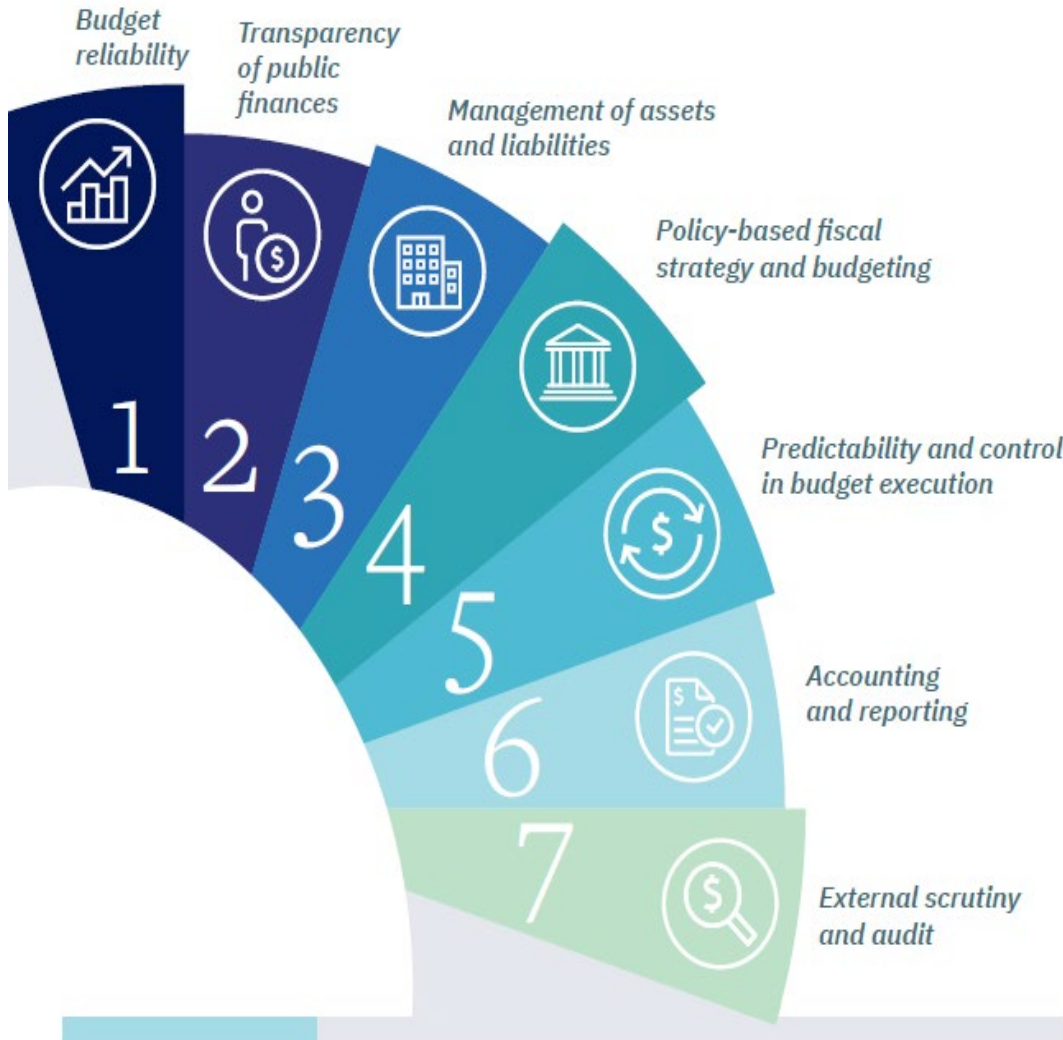 Budget
reliability
Transparency
of public
finances
Management of assets
and liabilities
Policy-based fiscal
strategy and budgeting
Predictability and control
in budget execution
Accounting
and reporting
External scrutiny
and audit
1
2
3
4
5
6
7
$
$
$
$